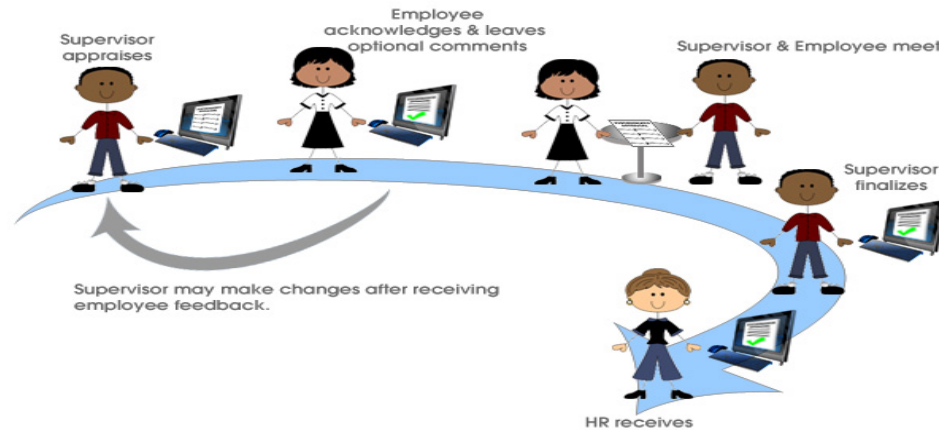 Supervisor
appraises
Employee
acknowledges & leaves
optional comments
Supervisor & Employee meet
Supervisor
finalizes
Supervisor may make changes after receiving
employee feedback.
HR receives